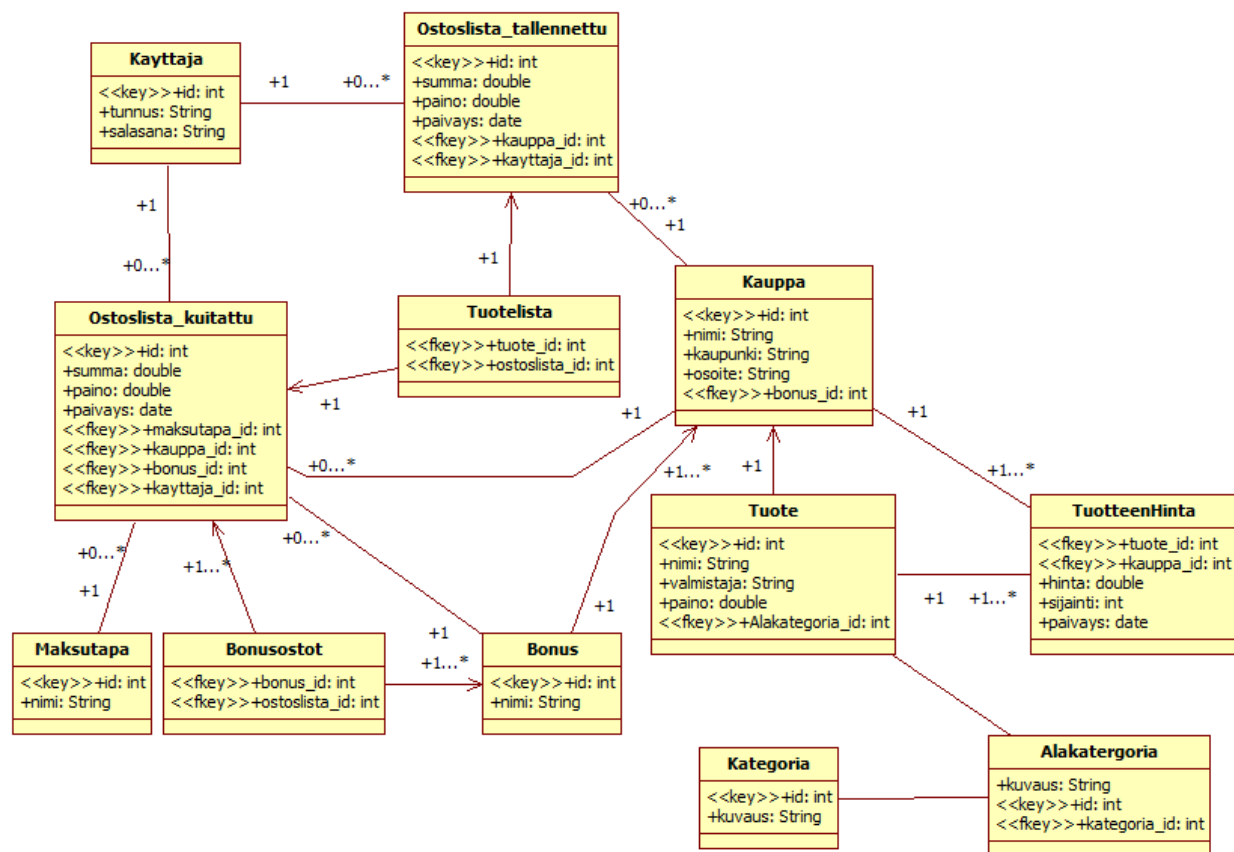 Ostoslista_tallennettu
<<key>>+id: int
+summa: double
+paino: double
+paivays: date
<<fkey>>+kauppa_id: int
<<fkey>>+kayttaja_id: int
Kayttaja
<<key>>+id: int
+tunnus: String
+salasana: String
+1
+0...*
+1
+0...*
+0...*
+1
+1
Kauppa
<<key>>+id: int
+nimi: String
+kaupunki: String
+osoite: String
<<fkey>>+bonus_id: int
Ostoslista_kuitattu
<<key>>+id: int
+summa: double
+paino: double
+paivays: date
<<fkey>>+maksutapa_id: int
<<fkey>>+kauppa_id: int
<<fkey>>+bonus_id: int
<<fkey>>+kayttaja_id: int
Tuotelista
<<fkey>>+tuote_id: int
<<fkey>>+ostoslista_id: int
+1
+1
+1
+0...*
+1...*
+1
+1...*
Tuote
<<key>>+id: int
+nimi: String
+valmistaja: String
+paino: double
<<fkey>>+Alakategoria_id: int
TuotteenHinta
<<fkey>>+tuote_id: int
<<fkey>>+kauppa_id: int
+hinta: double
+sijainti: int
+paivays: date
+1
+1...*
+0...*
+1
+1...*
+0...*
+1
+1
+1...*
Maksutapa
<<key>>+id: int
+nimi: String
Bonusostot
<<fkey>>+bonus_id: int
<<fkey>>+ostoslista_id: int
Bonus
<<key>>+id: int
+nimi: String
Kategoria
<<key>>+id: int
+kuvaus: String
Alakatergoria
+kuvaus: String
<<key>>+id: int
<<fkey>>+kategoria_id: int